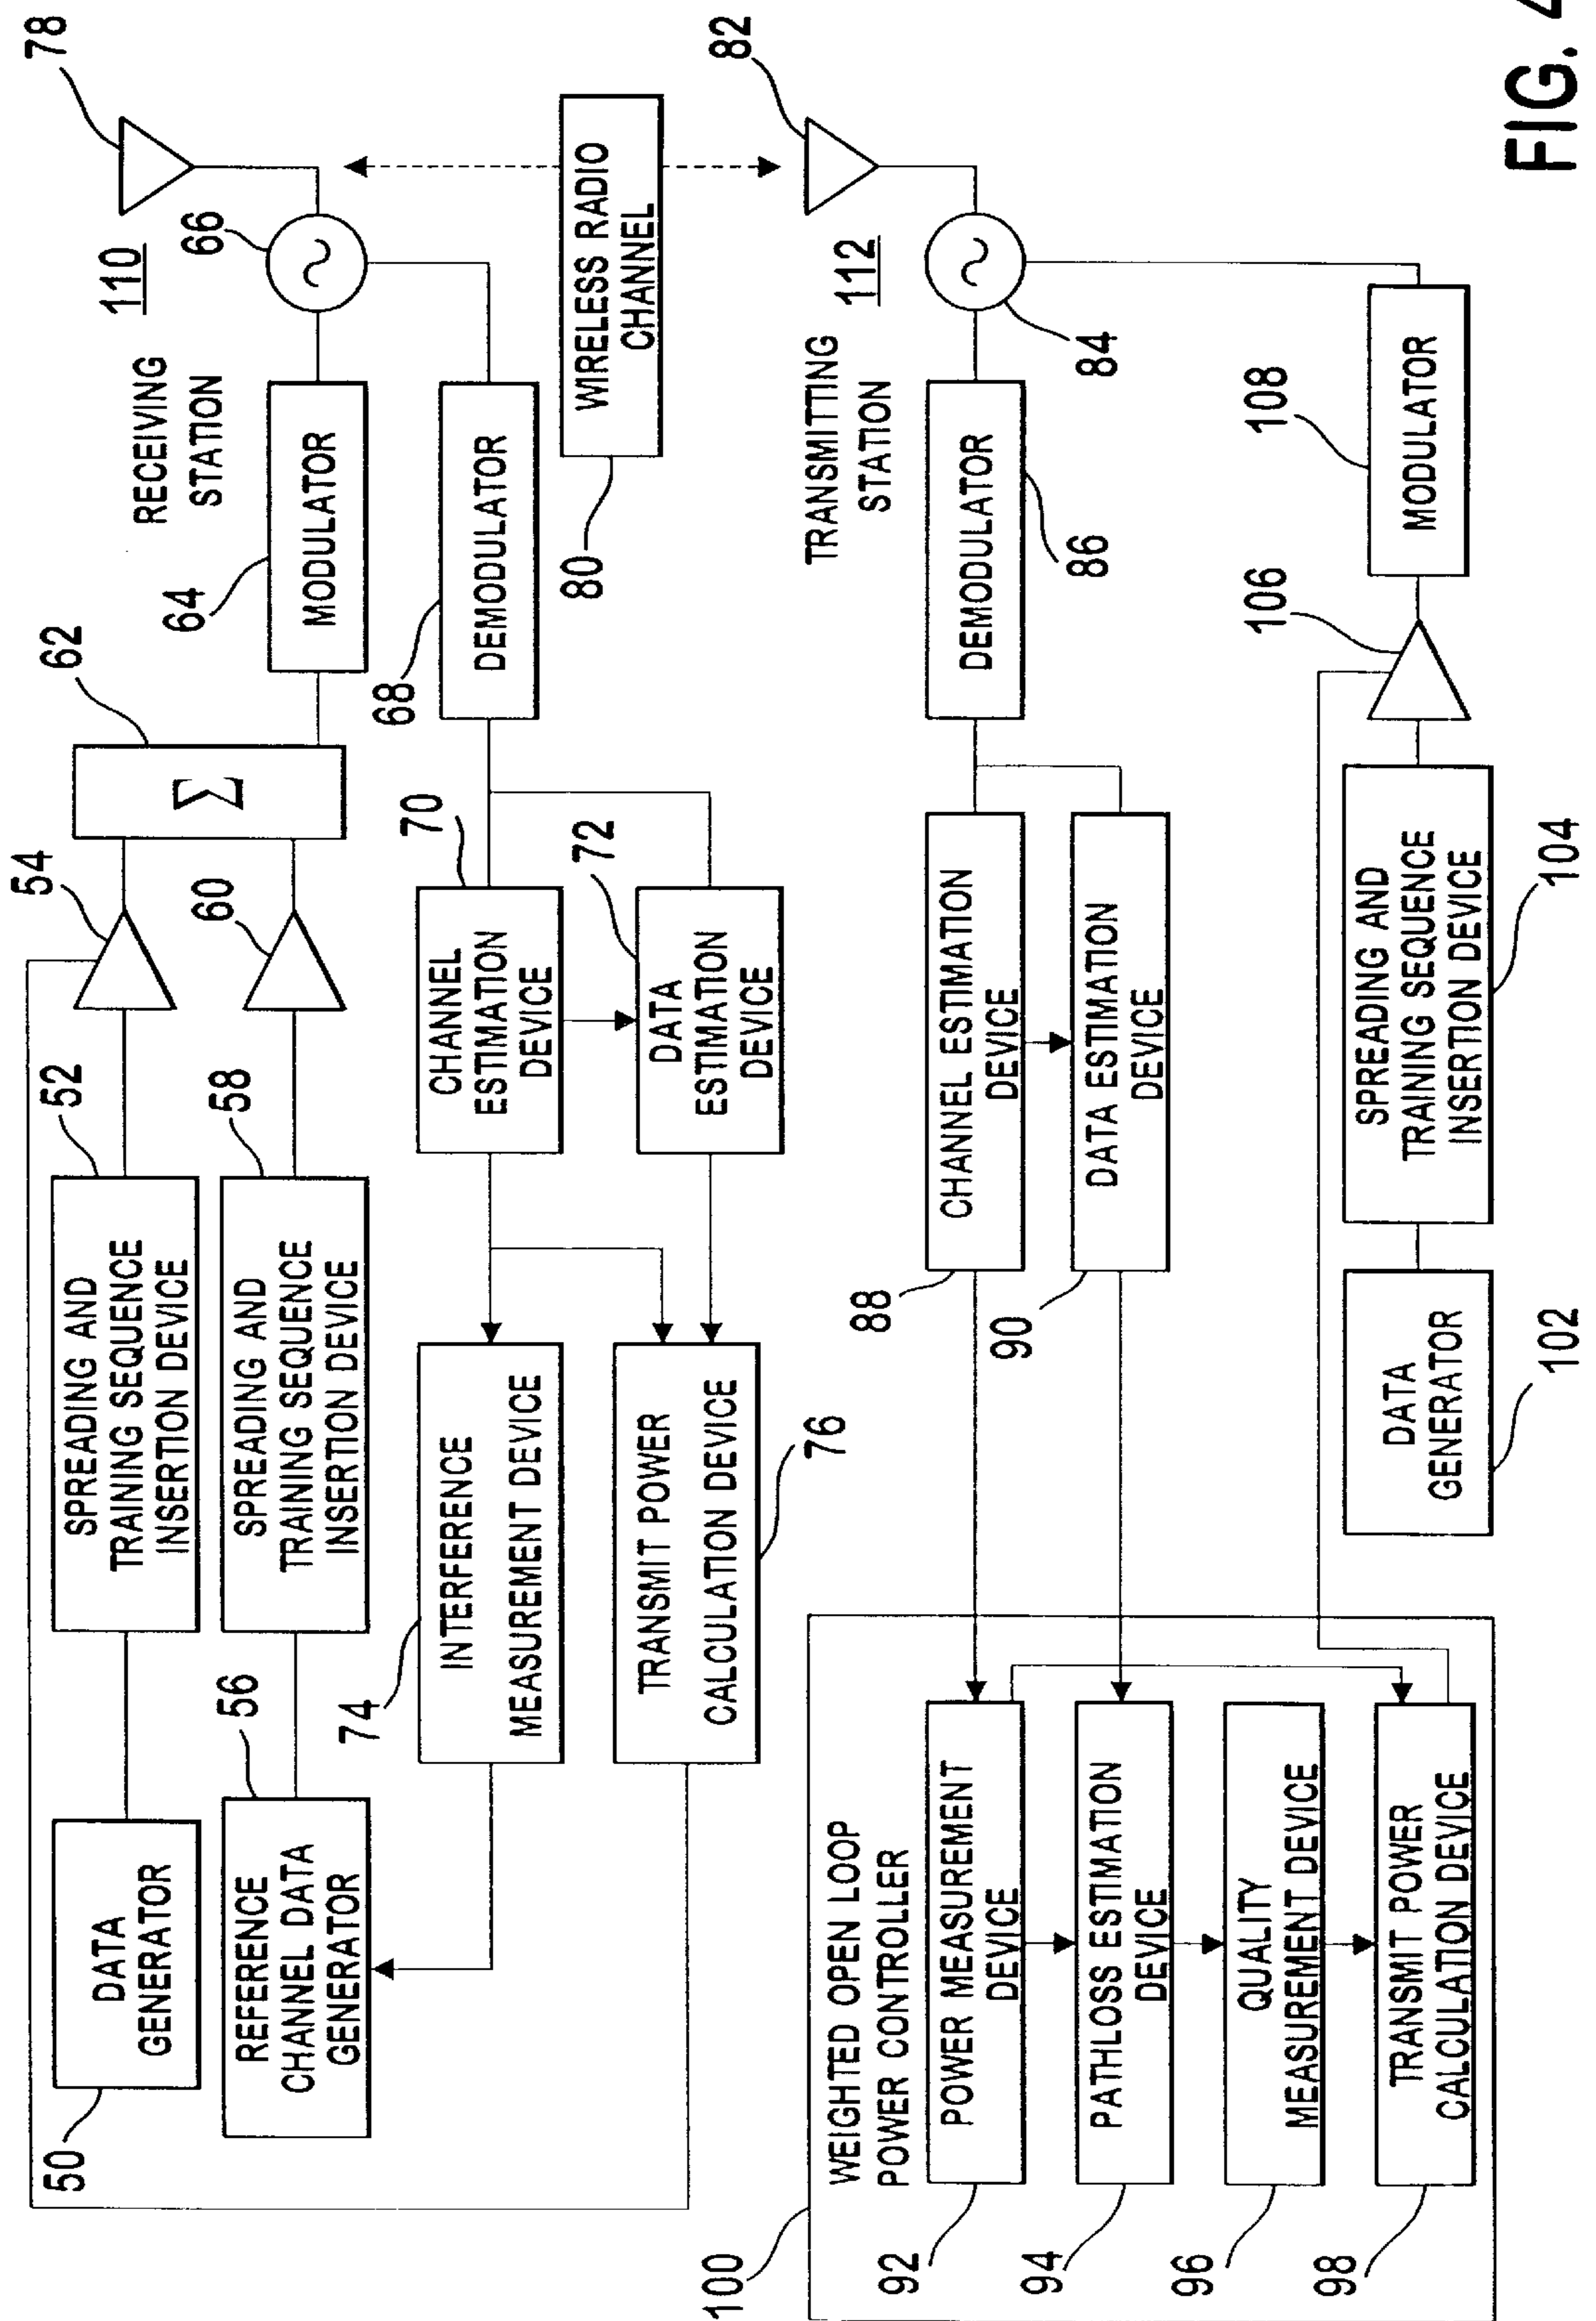 78
110
66
RECEIVING
STATION
64
MODULATOR
62
Σ
54
60
52
SPREADING AND
TRAINING SEQUENCE
INSERTION DEVICE
58
SPREADING AND
TRAINING SEQUENCE
INSERTION DEVICE
50
DATA
GENERATOR
56
REFERENCE
CHANNEL DATA
GENERATOR
68
DEMODULATOR
70
CHANNEL
ESTIMATION
DEVICE
72
DATA
ESTIMATION
DEVICE
74
INTERFERENCE
MEASUREMENT DEVICE
76
TRANSMIT POWER
CALCULATION DEVICE
80
WIRELESS RADIO
CHANNEL
82
112
84
TRANSMITTING
STATION
86
DEMODULATOR
88
CHANNEL ESTIMATION
DEVICE
90
DATA ESTIMATION
DEVICE
100
WEIGHTED OPEN LOOP
POWER CONTROLLER
92
POWER MEASUREMENT
DEVICE
94
PATHLOSS ESTIMATION
DEVICE
96
QUALITY
MEASUREMENT DEVICE
98
TRANSMIT POWER
CALCULATION DEVICE
102
DATA
GENERATOR
104
SPREADING AND
TRAINING SEQUENCE
INSERTION DEVICE
106
108
MODULATOR
FIG. 4